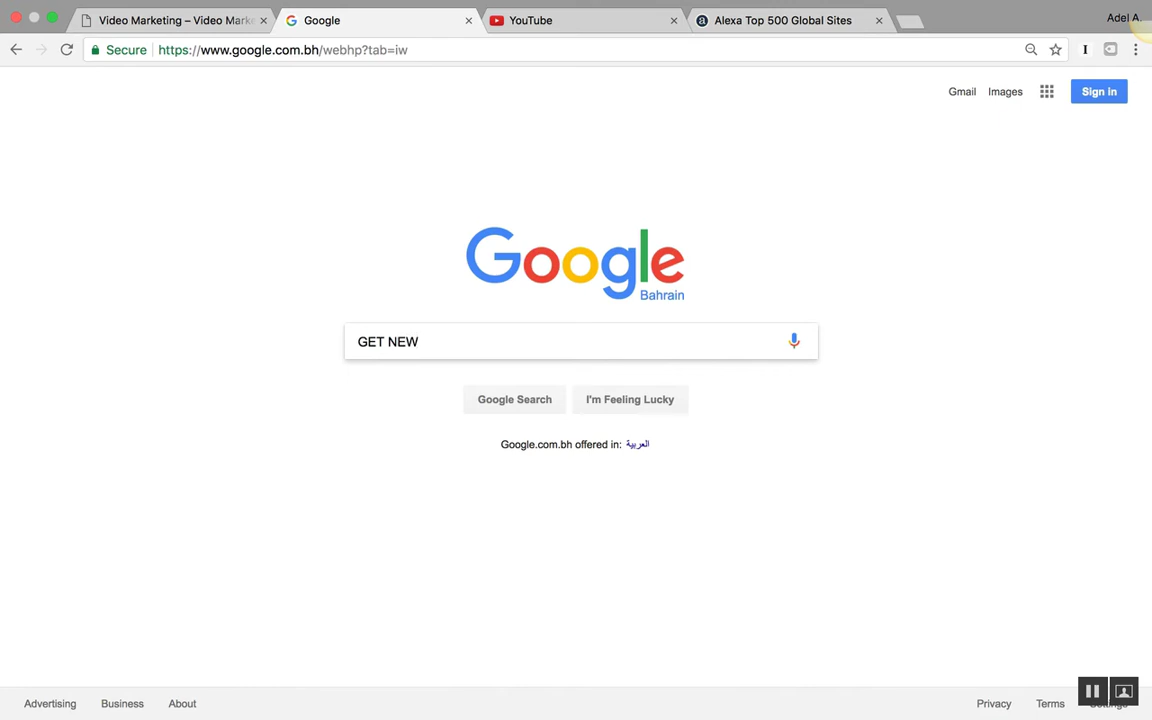 Video Marketing – Video Marke
Google
YouTube
Alexa Top 500 Global Sites
Adel A.
Secure
https://www.google.com.bh/webhp?tab=iw
Gmail
Images
Sign in
Google
Bahrain
GET NEW
Google Search
I'm Feeling Lucky
Google.com.bh offered in: العربية
Advertising
Business
About
Privacy
Terms
Settings